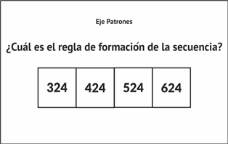 Eje Patrones
¿Cuál es el regla de formación de la secuencia?
324 424 524 624